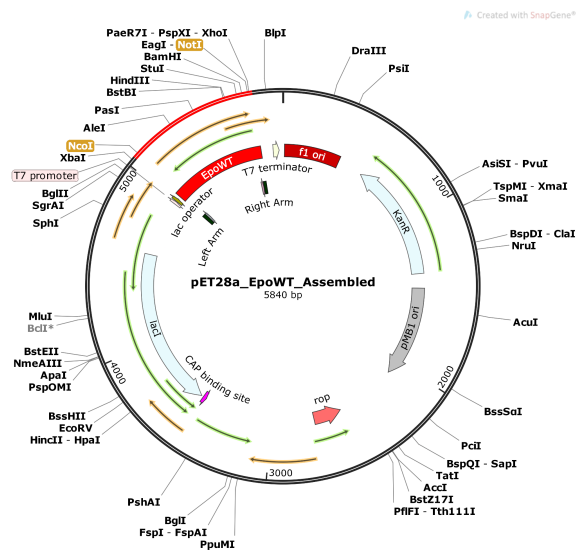 Created with SnapGene®
PaeR7I - PspXI - XhoI
EagI - NotI
BamHI
StuI
HindIII
BstBI
PasI
AleI
NcoI
XbaI
T7 promoter
BglII
SgrAI
SphI
MluI
BclI*
BstEII
NmeAIII
ApaI
PspOMI
BssHII
EcoRV
HincII - HpaI
PshAI
BglI
FspI - FspAI
PpuMI
BlpI
DraIII
PsiI
AsiSI - PvuI
TspMI - XmaI
SmaI
BspDI - ClaI
NruI
AcuI
BssSαI
PciI
BspQI - SapI
TatI
AccI
BstZ17I
PflFI - Tth111I
1000
2000
3000
4000
5000
EpoWT
T7 terminator
f1 ori
Right Arm
Left Arm
lac operator
KanR
pMB1 ori
rop
CAP binding site
lacI
pET28a_EpoWT_Assembled
5840 bp